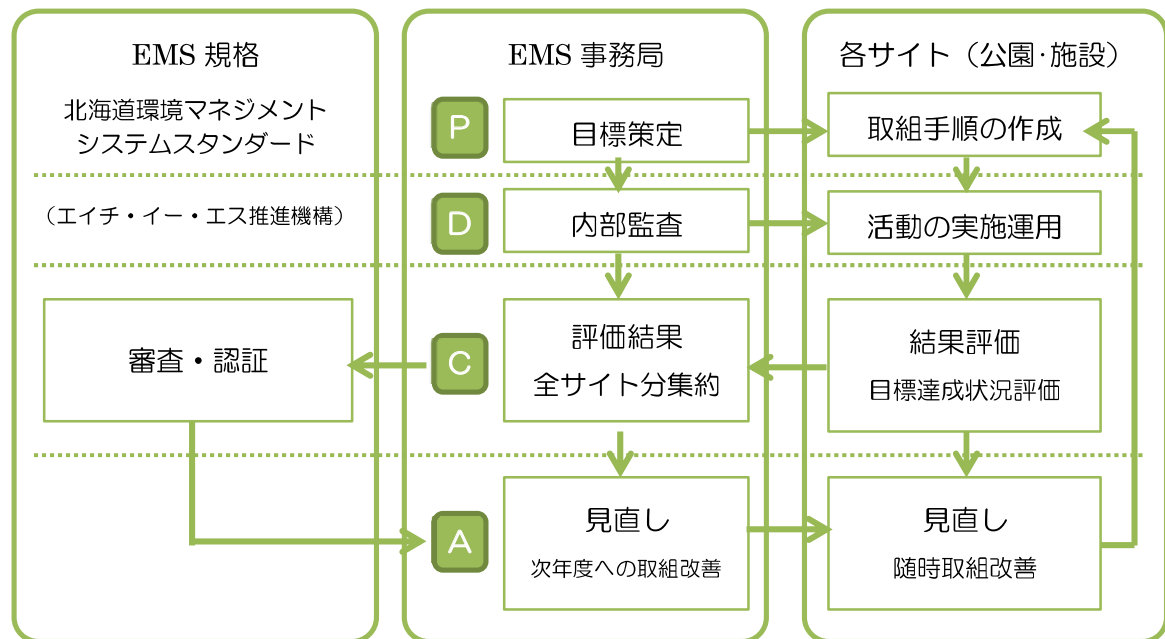 EMS 規格
北海道環境マネジメント
システムスタンダード
(エイチ・イー・エス推進機構)
審査・認証
EMS 事務局
P
目標策定
D
内部監査
C
評価結果
全サイト分集約
A
見直し
次年度への取組改善
各サイト(公園・施設)
取組手順の作成
活動の実施運用
結果評価
目標達成状況評価
見直し
随時取組改善